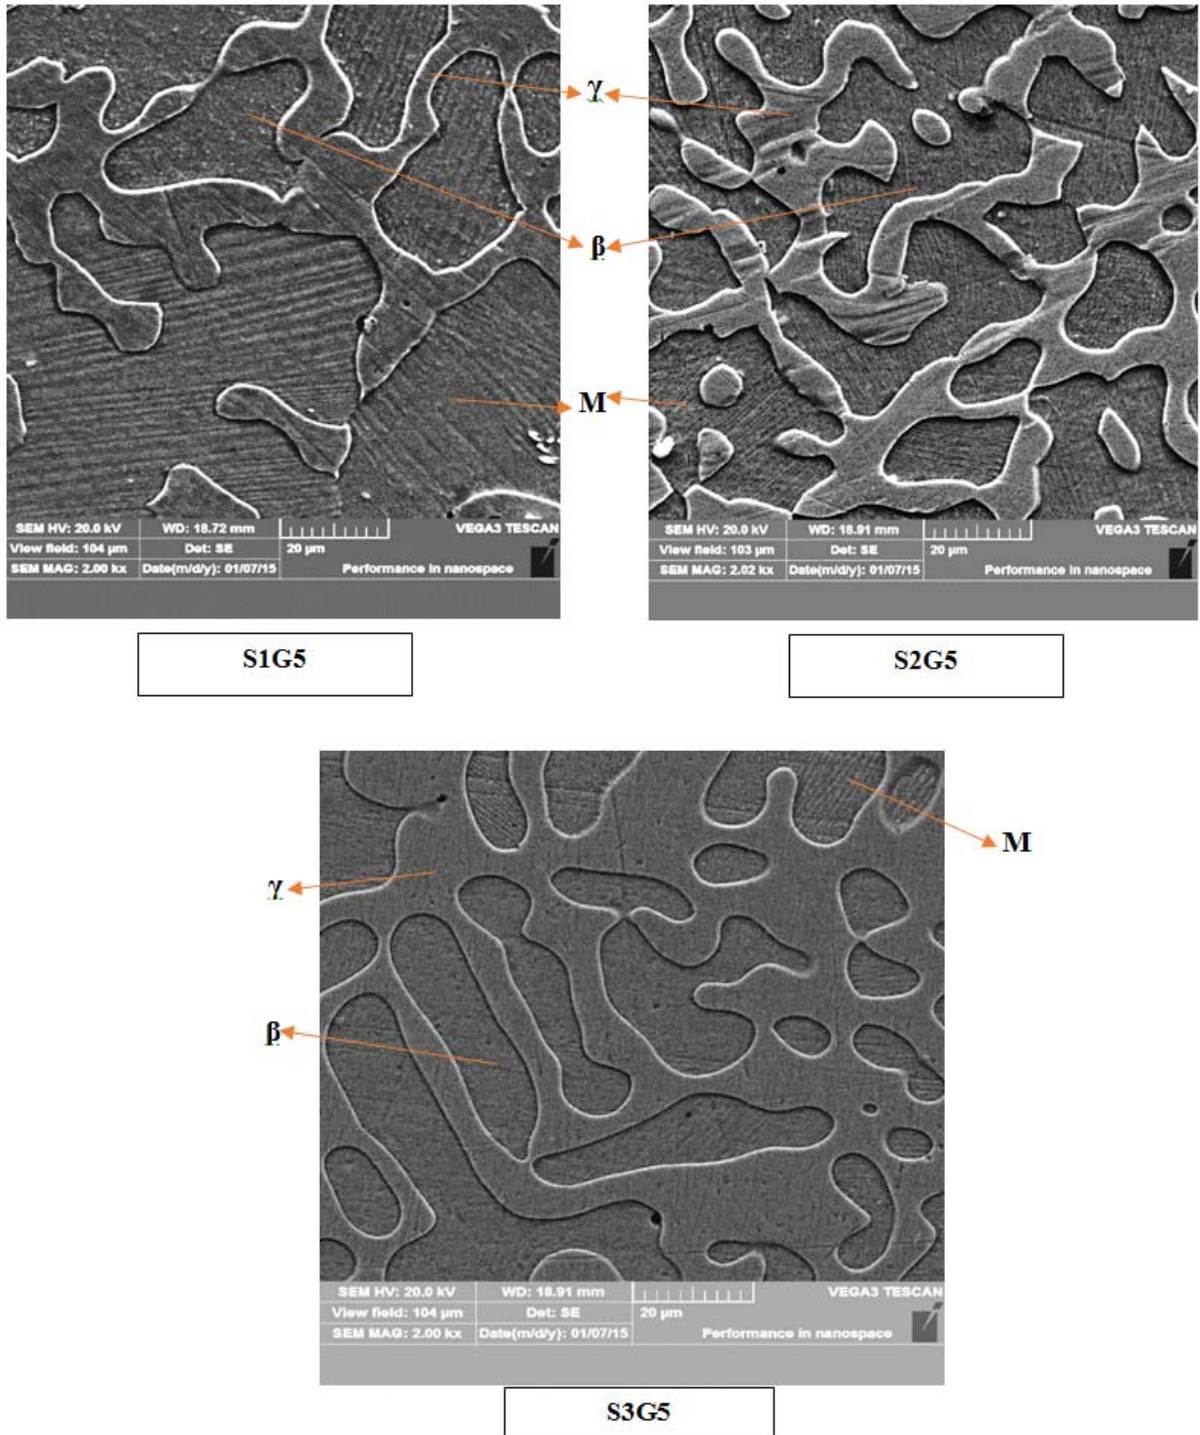 γ
β
M
SEM HV: 20.0 kV WD: 18.72 mm VEGA3 TESCAN
View field: 104 µm Det: SE 20 µm
SEM MAG: 2.00 kx Date(m/d/y): 01/07/15 Performance in nanospace
SEM HV: 20.0 kV WD: 18.91 mm VEGA3 TESCAN
View field: 103 µm Det: SE 20 µm
SEM MAG: 2.02 kx Date(m/d/y): 01/07/15 Performance in nanospace
S1G5
S2G5
M
γ
β
SEM HV: 20.0 kV WD: 18.91 mm VEGA3 TESCAN
View field: 104 µm Det: SE 20 µm
SEM MAG: 2.00 kx Date(m/d/y): 01/07/15 Performance in nanospace
S3G5